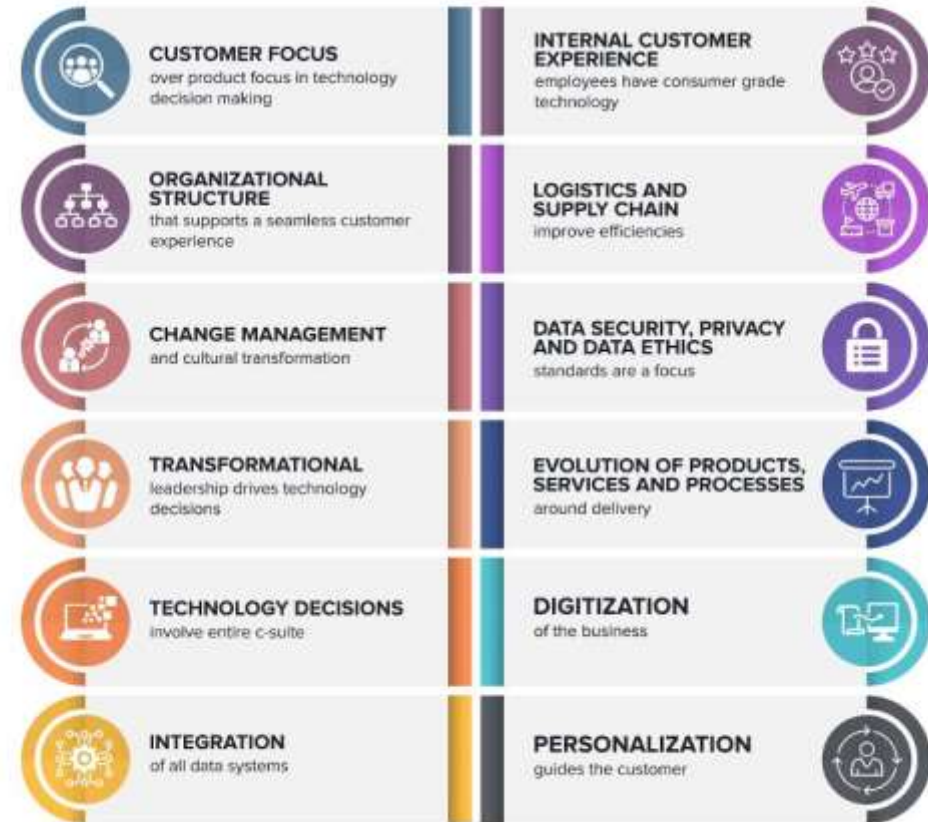 CUSTOMER FOCUS
over product focus in technology
decision making
ORGANIZATIONAL
STRUCTURE
that supports a seamless customer
experience
CHANGE MANAGEMENT
and cultural transformation
TRANSFORMATIONAL
leadership drives technology
decisions
TECHNOLOGY DECISIONS
involve entire c-suite
INTEGRATION
of all data systems
INTERNAL CUSTOMER
EXPERIENCE
employees have consumer grade
technology
LOGISTICS AND
SUPPLY CHAIN
improve efficiencies
DATA SECURITY, PRIVACY
AND DATA ETHICS
standards are a focus
EVOLUTION OF PRODUCTS,
SERVICES AND PROCESSES
around delivery
DIGITIZATION
of the business
PERSONALIZATION
guides the customer